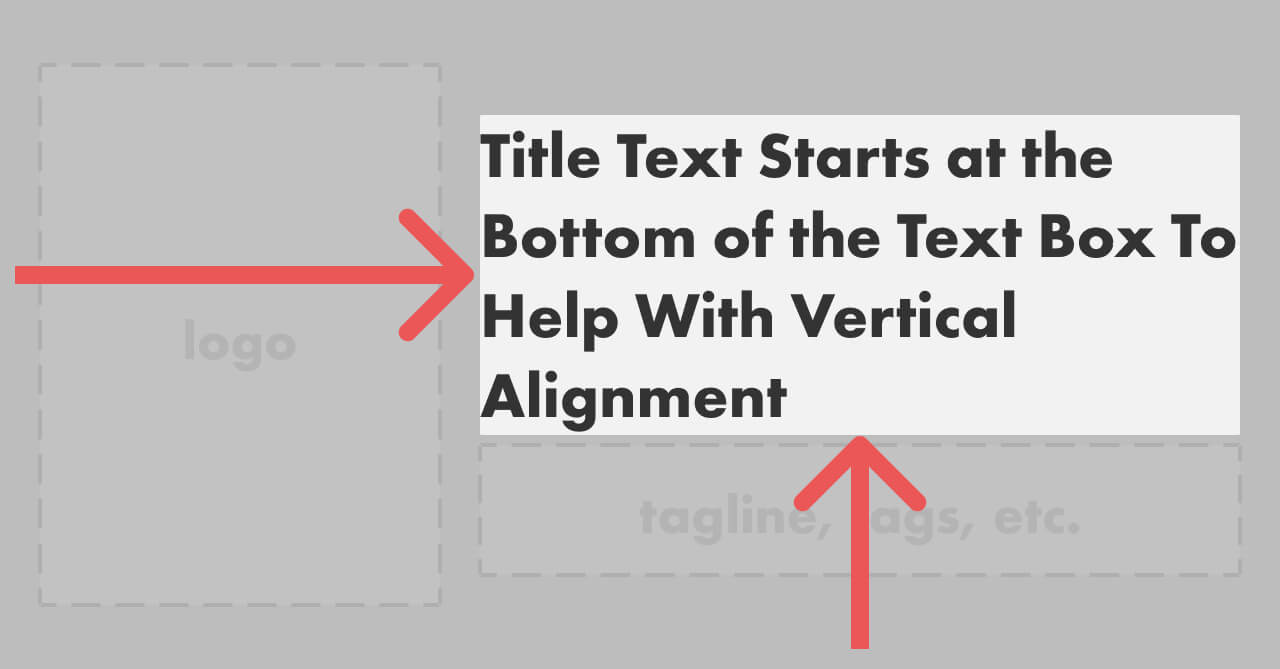 Title Text Starts at the
Bottom of the Text Box To
Help With Vertical
Alignment
logo
tagline, ags, etc.